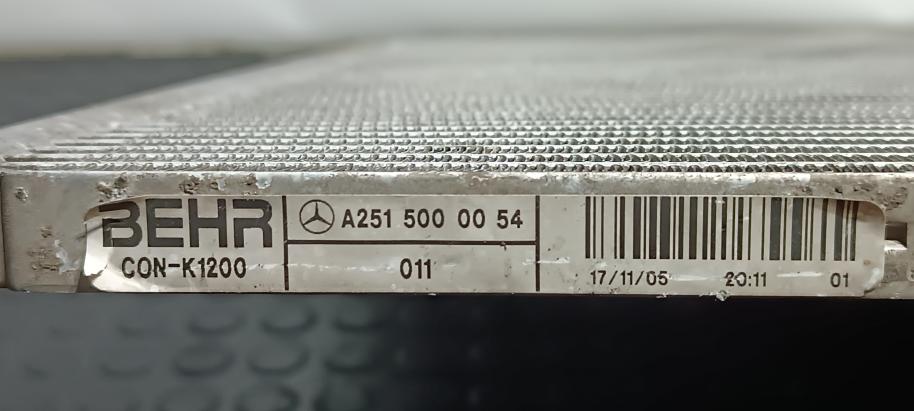 BEHR
CON-K1200
A251 500 00 54
011
17/11/05 20:11 01